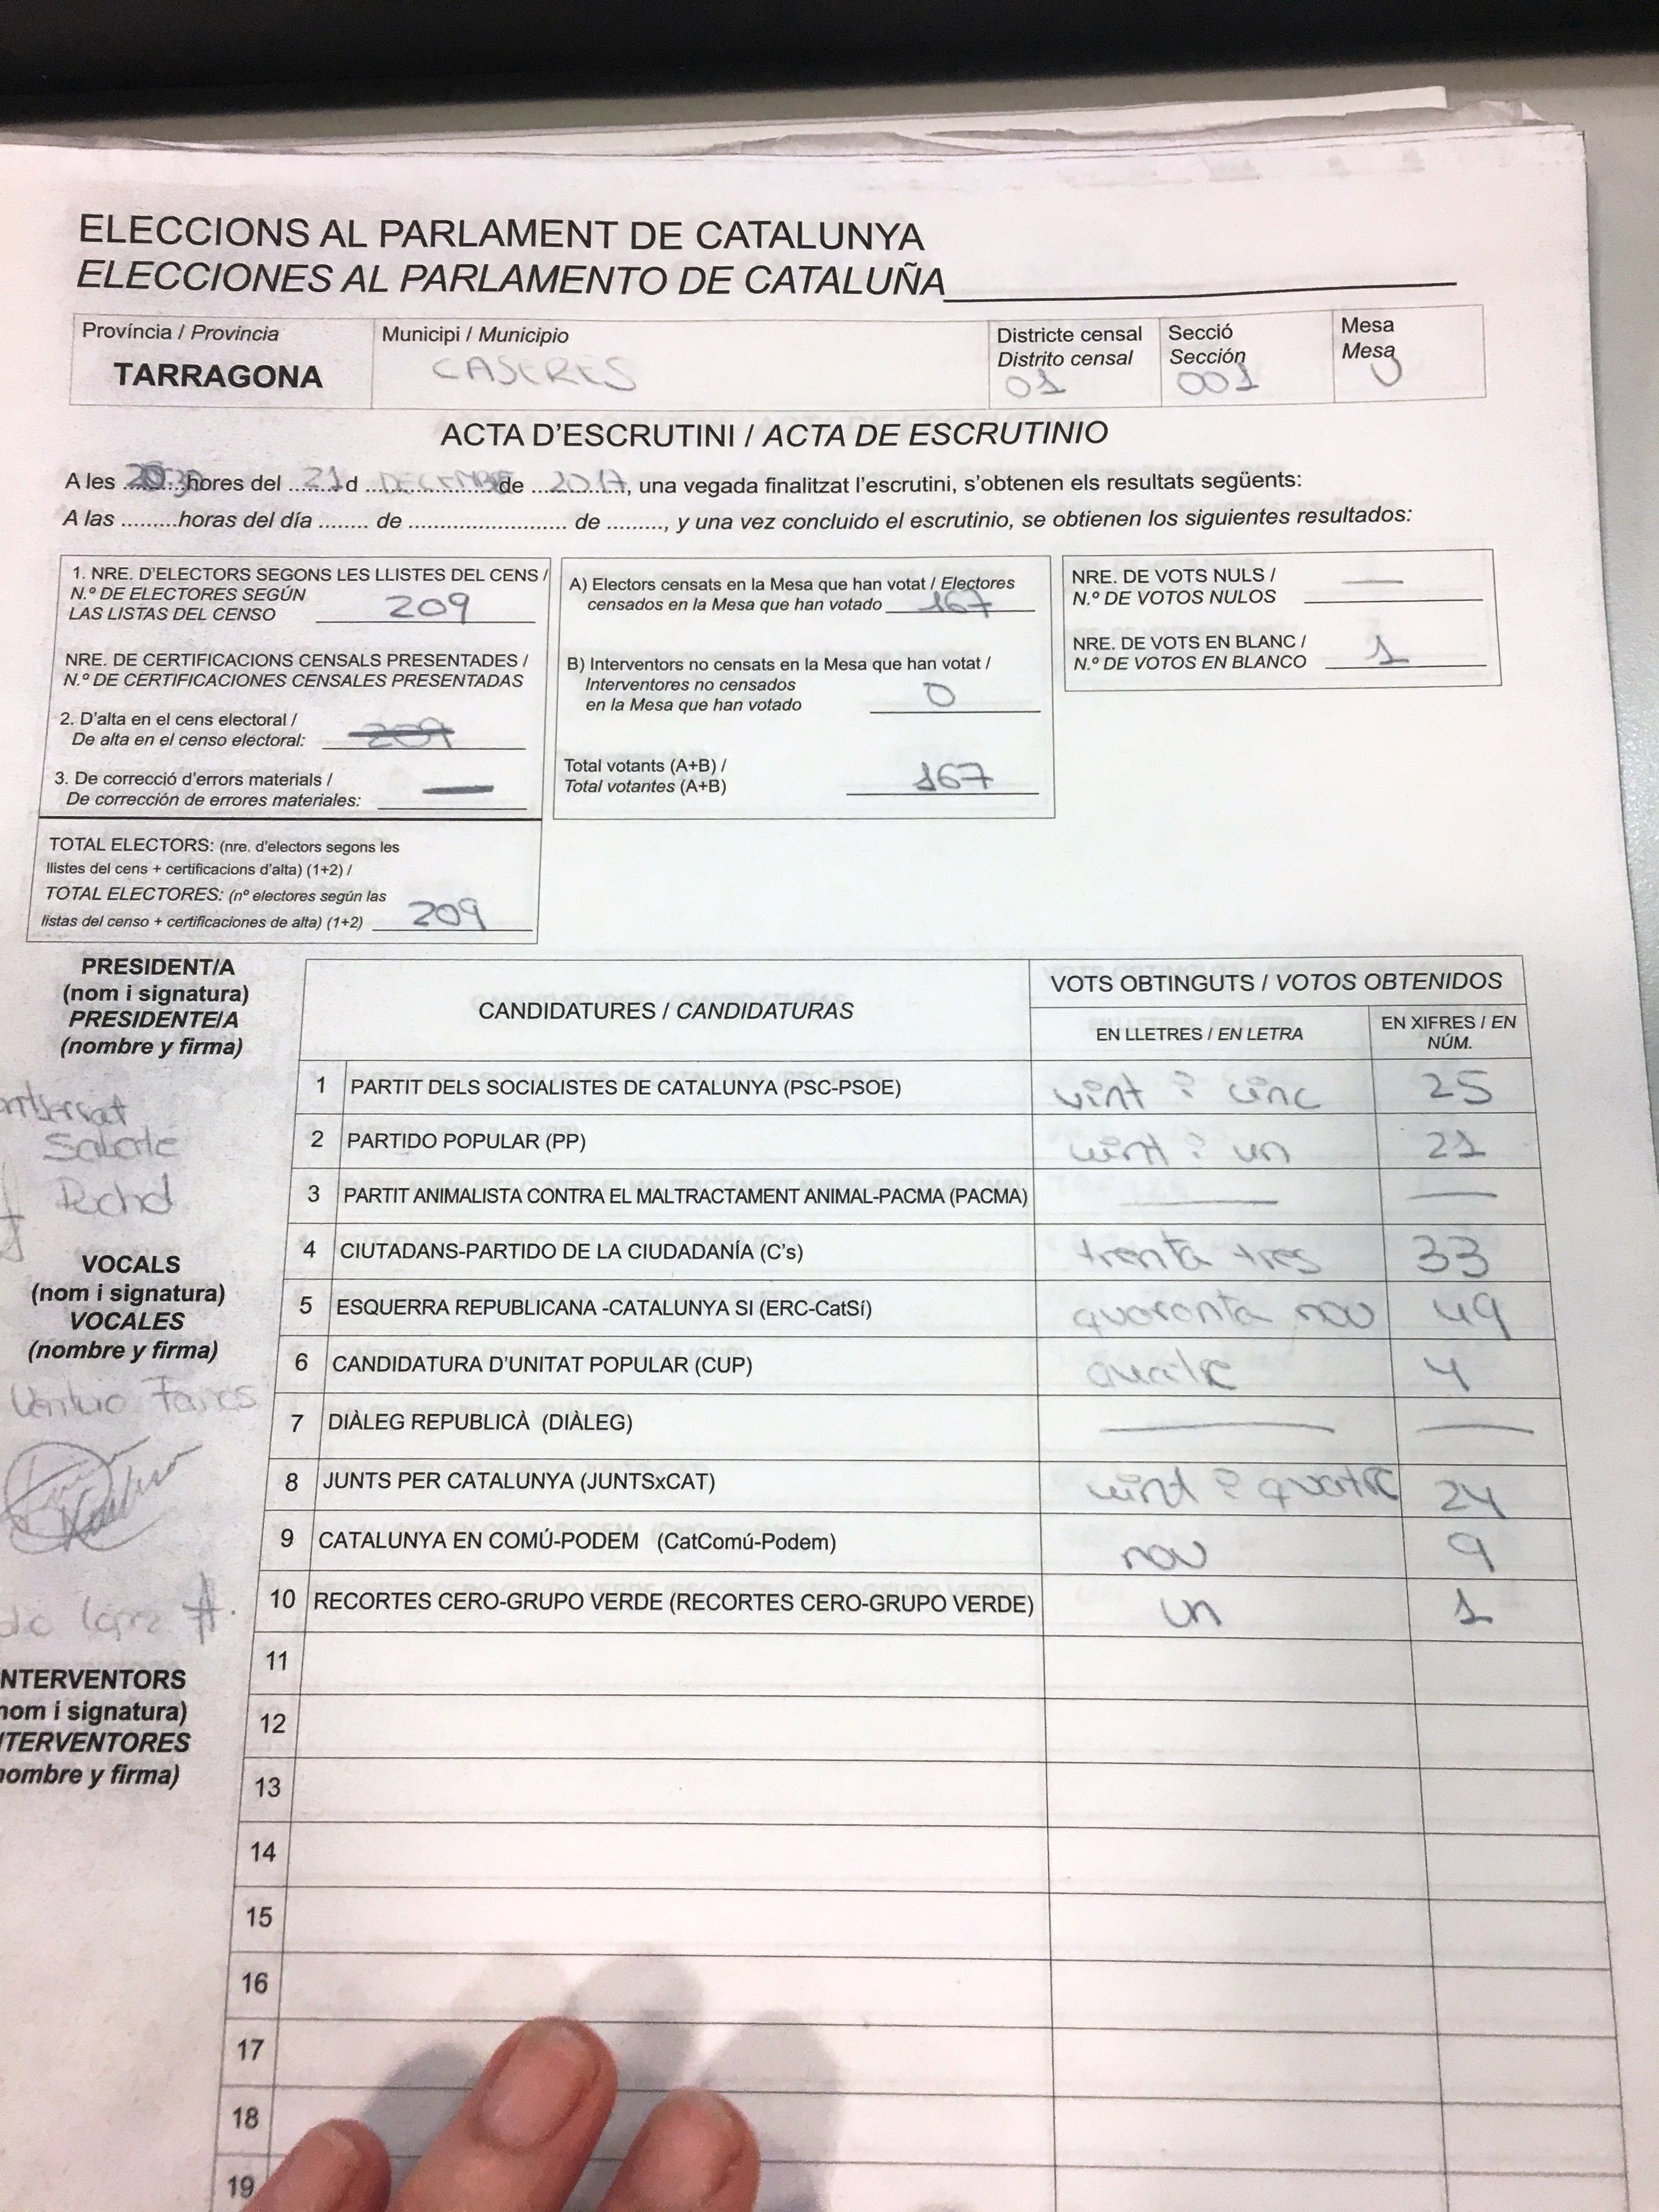 ELECCIONS AL PARLAMENT DE CATALUNYA
ELECCIONES AL PARLAMENTO DE CATALUÑA
Província / Provincia
TARRAGONA
Municipi / Municipio
CASERES
Districte censal
Distrito censal
01
Secció
Sección
001
Mesa
Mesa
U
ACTA D'ESCRUTINI / ACTA DE ESCRUTINIO
A les ......... hores del 21 d DECEMBRE de 2017, una vegada finalitzat l'escrutini, s'obtenen els resultats següents:
A las .........horas del día ........ de ....................... de ........., y una vez concluido el escrutinio, se obtienen los siguientes resultados:
1. NRE. D'ELECTORS SEGONS LES LLISTES DEL CENS /
N.º DE ELECTORES SEGÚN
LAS LISTAS DEL CENSO 209
NRE. DE CERTIFICACIONS CENSALS PRESENTADES /
N.º DE CERTIFICACIONES CENSALES PRESENTADAS
2. D'alta en el cens electoral /
De alta en el censo electoral: 209
3. De correcció d'errors materials /
De corrección de errores materiales: —
TOTAL ELECTORS: (nre. d'electors segons les
llistes del cens + certificacions d'alta) (1+2) /
TOTAL ELECTORES: (nº electores según las
listas del censo + certificaciones de alta) (1+2) 209
A) Electors censats en la Mesa que han votat / Electores
censados en la Mesa que han votado 167
B) Interventors no censats en la Mesa que han votat /
Interventores no censados
en la Mesa que han votado 0
Total votants (A+B) /
Total votantes (A+B) 167
NRE. DE VOTS NULS /
N.º DE VOTOS NULOS —
NRE. DE VOTS EN BLANC /
N.º DE VOTOS EN BLANCO 1
PRESIDENT/A
(nom i signatura)
PRESIDENTE/A
(nombre y firma)
VOCALS
(nom i signatura)
VOCALES
(nombre y firma)
NTERVENTORS
nom i signatura)
TERVENTORES
ombre y firma)
CANDIDATURES / CANDIDATURAS
VOTS OBTINGUTS / VOTOS OBTENIDOS
EN LLETRES / EN LETRA
EN XIFRES / EN NÚM.
1 PARTIT DELS SOCIALISTES DE CATALUNYA (PSC-PSOE) vint i cinc 25
2 PARTIDO POPULAR (PP) vint i un 21
3 PARTIT ANIMALISTA CONTRA EL MALTRACTAMENT ANIMAL-PACMA (PACMA) — —
4 CIUTADANS-PARTIDO DE LA CIUDADANÍA (C's) trenta tres 33
5 ESQUERRA REPUBLICANA -CATALUNYA SI (ERC-CatSí) quaranta nou 49
6 CANDIDATURA D'UNITAT POPULAR (CUP) quatre 4
7 DIÀLEG REPUBLICÀ (DIÀLEG) — —
8 JUNTS PER CATALUNYA (JUNTSxCAT) vint i quatre 24
9 CATALUNYA EN COMÚ-PODEM (CatComú-Podem) nou 9
10 RECORTES CERO-GRUPO VERDE (RECORTES CERO-GRUPO VERDE) un 1
11
12
13
14
15
16
17
18
19